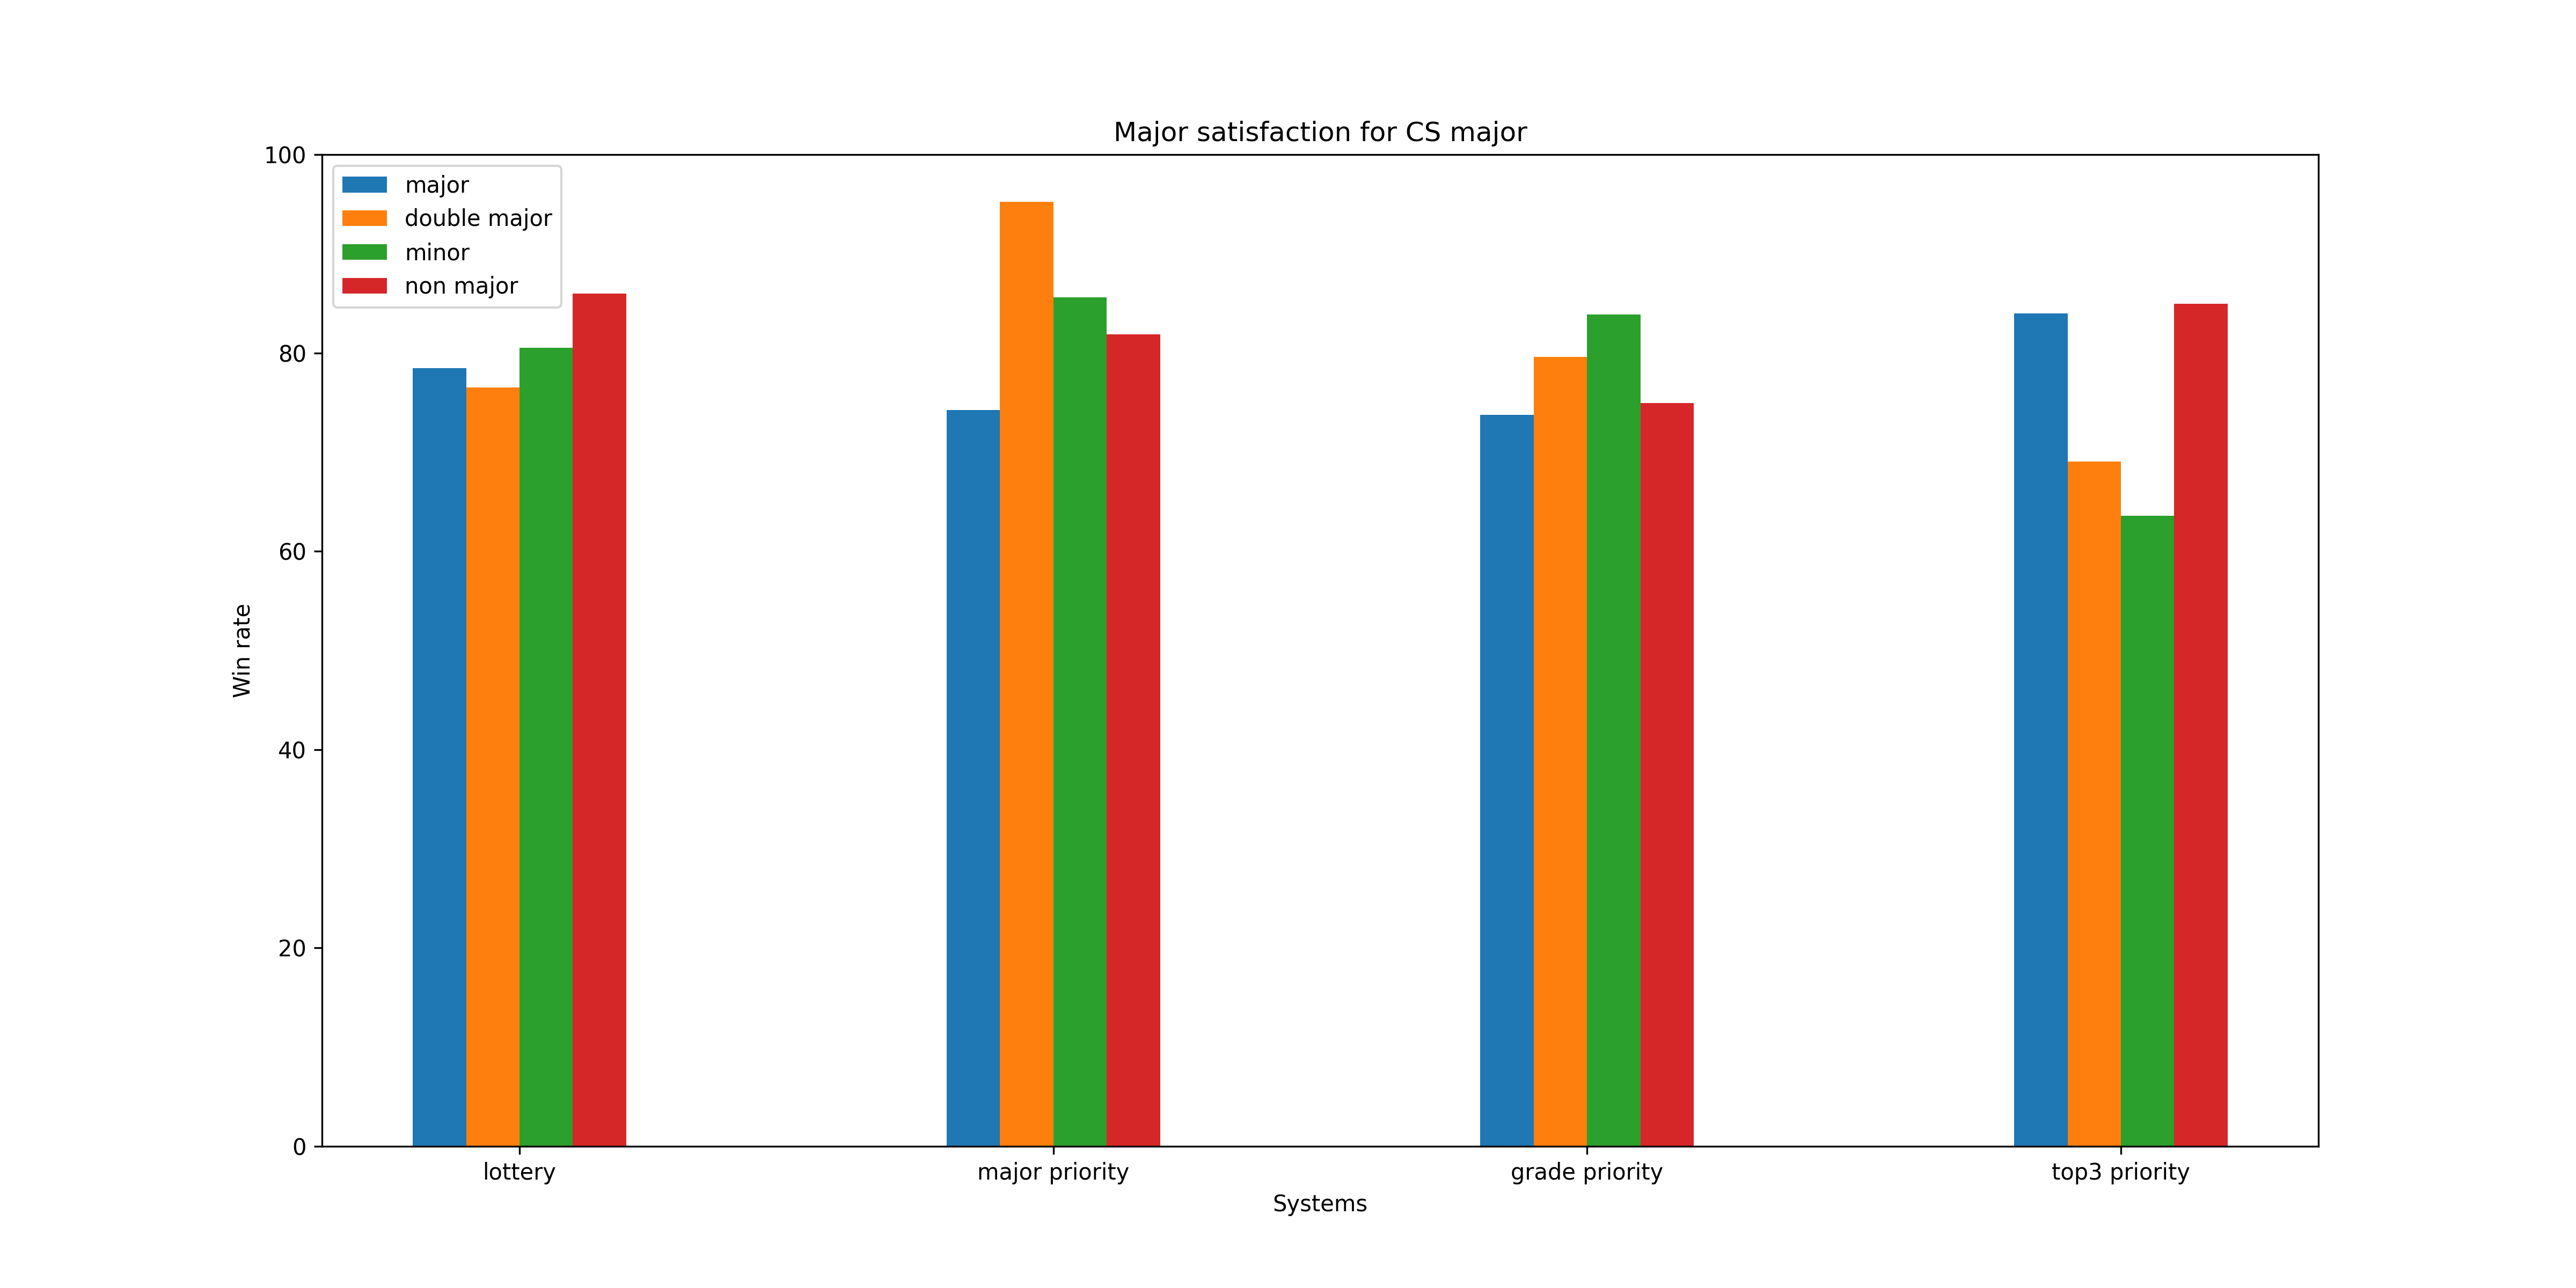 Major satisfaction for CS major
100
80
60
40
20
0
Win rate
major
double major
minor
non major
lottery
major priority
grade priority
top3 priority
Systems